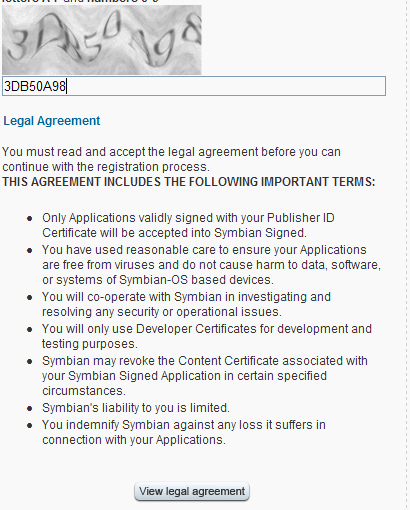 3DB50A98
Legal Agreement
You must read and accept the legal agreement before you can
continue with the registration process.
THIS AGREEMENT INCLUDES THE FOLLOWING IMPORTANT TERMS:
• Only Applications validly signed with your Publisher ID
Certificate will be accepted into Symbian Signed.
• You have used reasonable care to ensure your Applications
are free from viruses and do not cause harm to data, software,
or systems of Symbian-OS based devices.
• You will co-operate with Symbian in investigating and
resolving any security or operational issues.
• You will only use Developer Certificates for development and
testing purposes.
• Symbian may revoke the Content Certificate associated with
your Symbian Signed Application in certain specified
circumstances.
• Symbian's liability to you is limited.
• You indemnify Symbian against any loss it suffers in
connection with your Applications.
View legal agreement